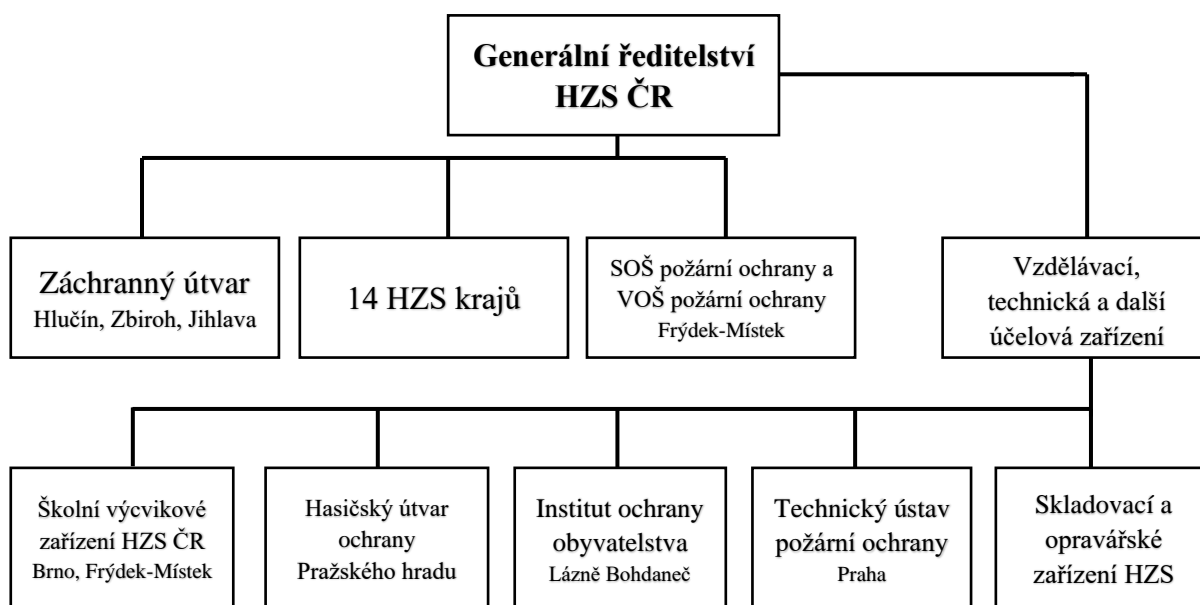 Generální ředitelství
HZS ČR
Záchranný útvar
Hlučín, Zbiroh, Jihlava
14 HZS krajů
SOŠ požární ochrany a
VOŠ požární ochrany
Frýdek-Místek
Vzdělávací,
technická a další
účelová zařízení
Školní výcvikové
zařízení HZS ČR
Brno, Frýdek-Místek
Hasičský útvar
ochrany
Pražského hradu
Institut ochrany
obyvatelstva
Lázně Bohdaneč
Technický ústav
požární ochrany
Praha
Skladovací a
opravářské
zařízení HZS